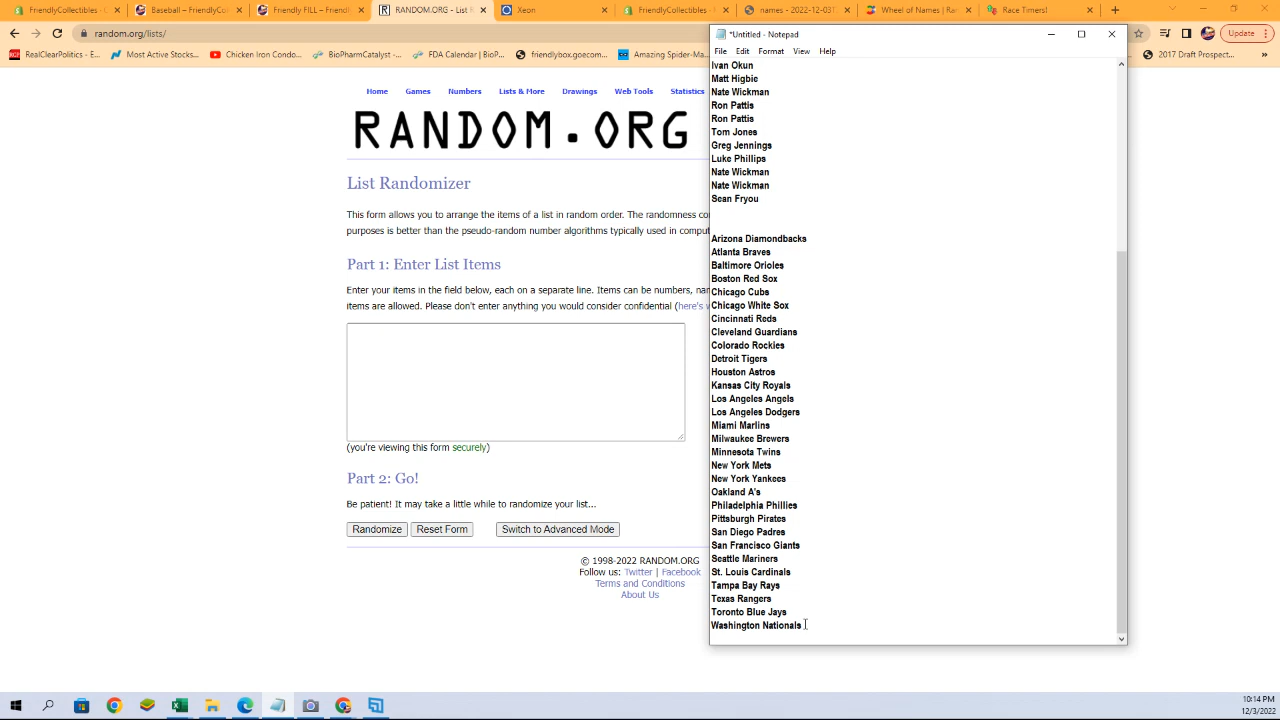 FriendlyCollectibles - C
Baseball – FriendlyCol
Friendly FILL – Friendl
RANDOM.ORG - List R
Xeon
FriendlyCollectibles
names - 2022-12-03T
Wheel of Names | Ra
Race Timers!
random.org/lists/
Update
RealClearPolitics - E...
Most Active Stocks...
Chicken Iron Condo...
BioPharmCatalyst -...
FDA Calendar | BioP...
friendlybox.goecom...
Amazing Spider-Ma
2017 Draft Prospect...
*Untitled - Notepad
File Edit Format View Help
Home Games Numbers Lists & More Drawings Web Tools Statistics
RANDOM.ORG
List Randomizer
This form allows you to arrange the items of a list in random order. The randomness co
purposes is better than the pseudo-random number algorithms typically used in comput
Part 1: Enter List Items
Enter your items in the field below, each on a separate line. Items can be numbers, nar
items are allowed. Please don't enter anything you would consider confidential (here's v
(you're viewing this form securely)
Part 2: Go!
Be patient! It may take a little while to randomize your list...
Randomize Reset Form Switch to Advanced Mode
© 1998-2022 RANDOM.ORG
Follow us: Twitter | Facebook
Terms and Conditions
About Us
Ivan Okun
Matt Higbie
Nate Wickman
Ron Pattis
Ron Pattis
Tom Jones
Greg Jennings
Luke Phillips
Nate Wickman
Nate Wickman
Sean Fryou
Arizona Diamondbacks
Atlanta Braves
Baltimore Orioles
Boston Red Sox
Chicago Cubs
Chicago White Sox
Cincinnati Reds
Cleveland Guardians
Colorado Rockies
Detroit Tigers
Houston Astros
Kansas City Royals
Los Angeles Angels
Los Angeles Dodgers
Miami Marlins
Milwaukee Brewers
Minnesota Twins
New York Mets
New York Yankees
Oakland A's
Philadelphia Phillies
Pittsburgh Pirates
San Diego Padres
San Francisco Giants
Seattle Mariners
St. Louis Cardinals
Tampa Bay Rays
Texas Rangers
Toronto Blue Jays
Washington Nationals
10:14 PM
12/3/2022